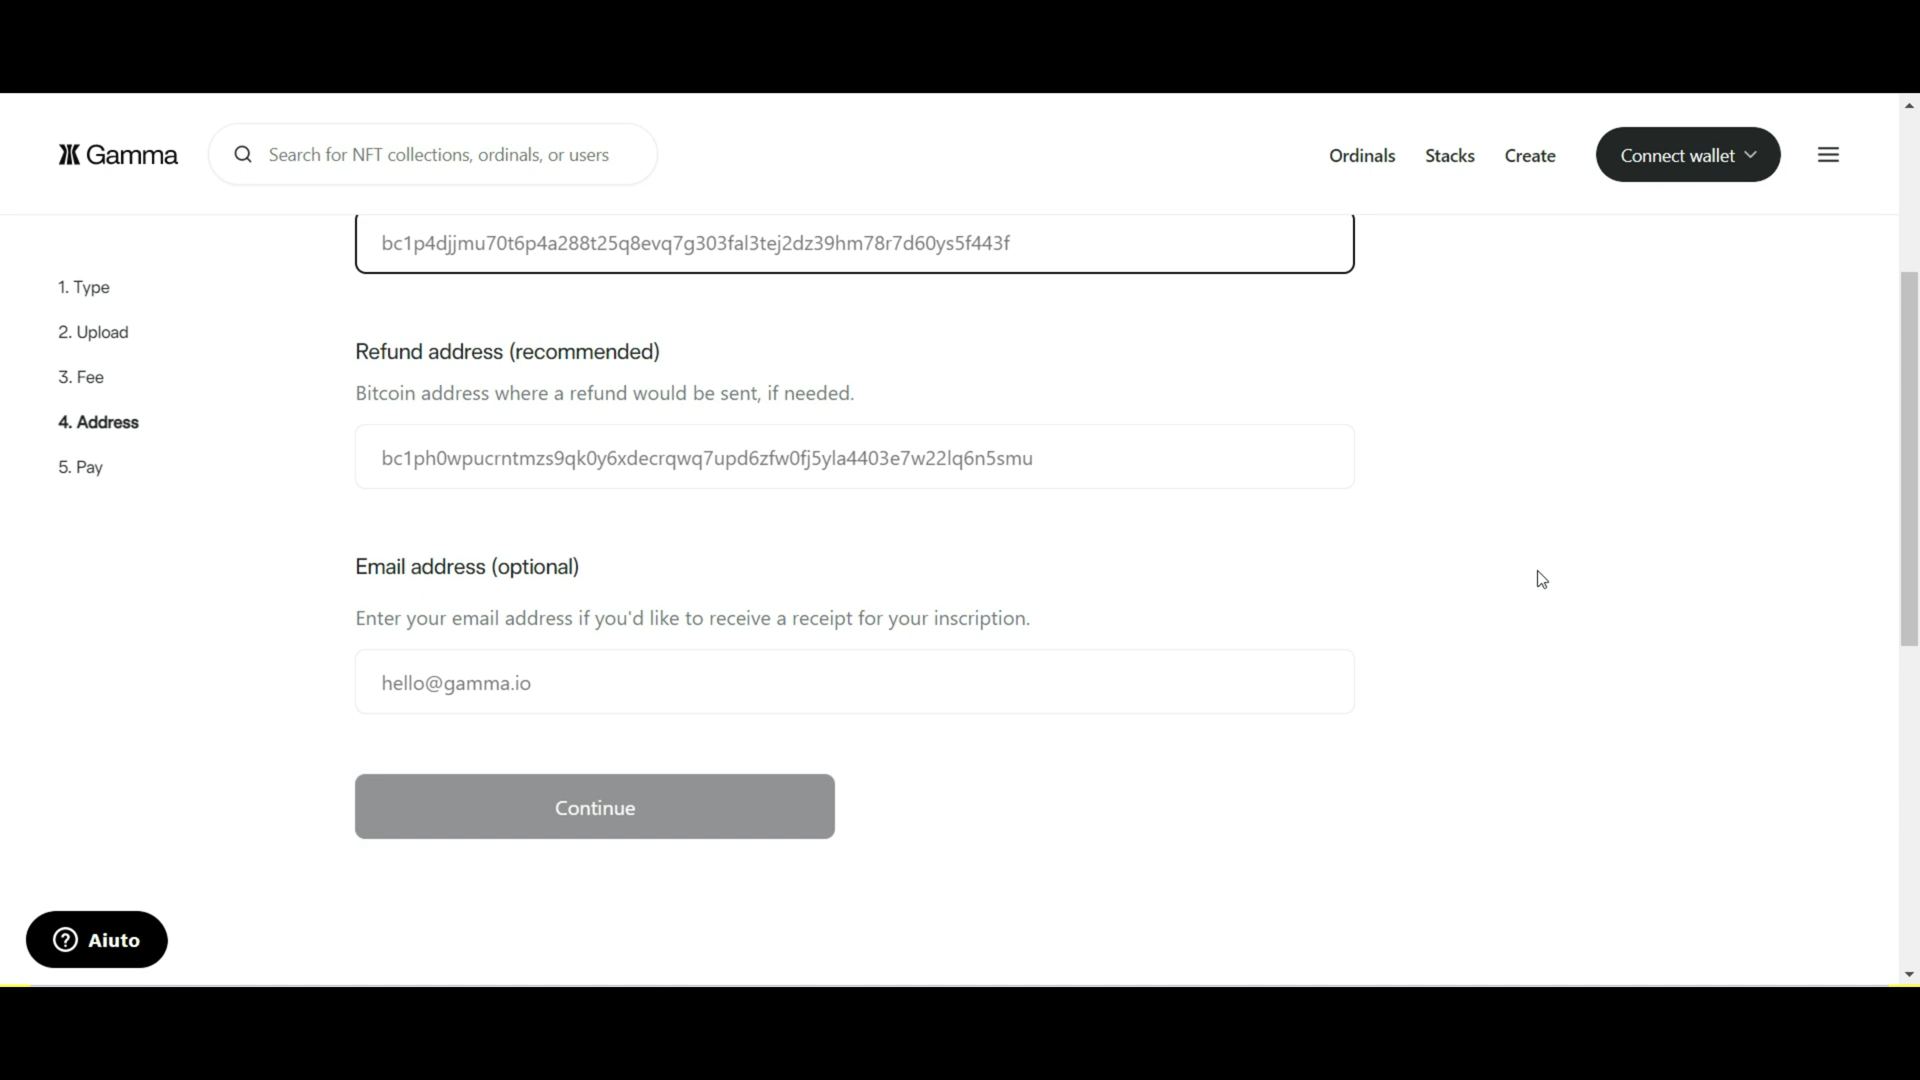 Gamma
Search for NFT collections, ordinals, or users
Ordinals
Stacks
Create
Connect wallet
1. Type
2. Upload
3. Fee
4. Address
5. Pay
bc1p4djjmu70t6p4a288t25q8evq7g303fal3tej2dz39hm78r7d60ys5f443f
Refund address (recommended)
Bitcoin address where a refund would be sent, if needed.
bc1ph0wpucrntmzs9qk0y6xdecrqwq7upd6zfw0fj5yla4403e7w22lq6n5smu
Email address (optional)
Enter your email address if you'd like to receive a receipt for your inscription.
hello@gamma.io
Continue
Aiuto